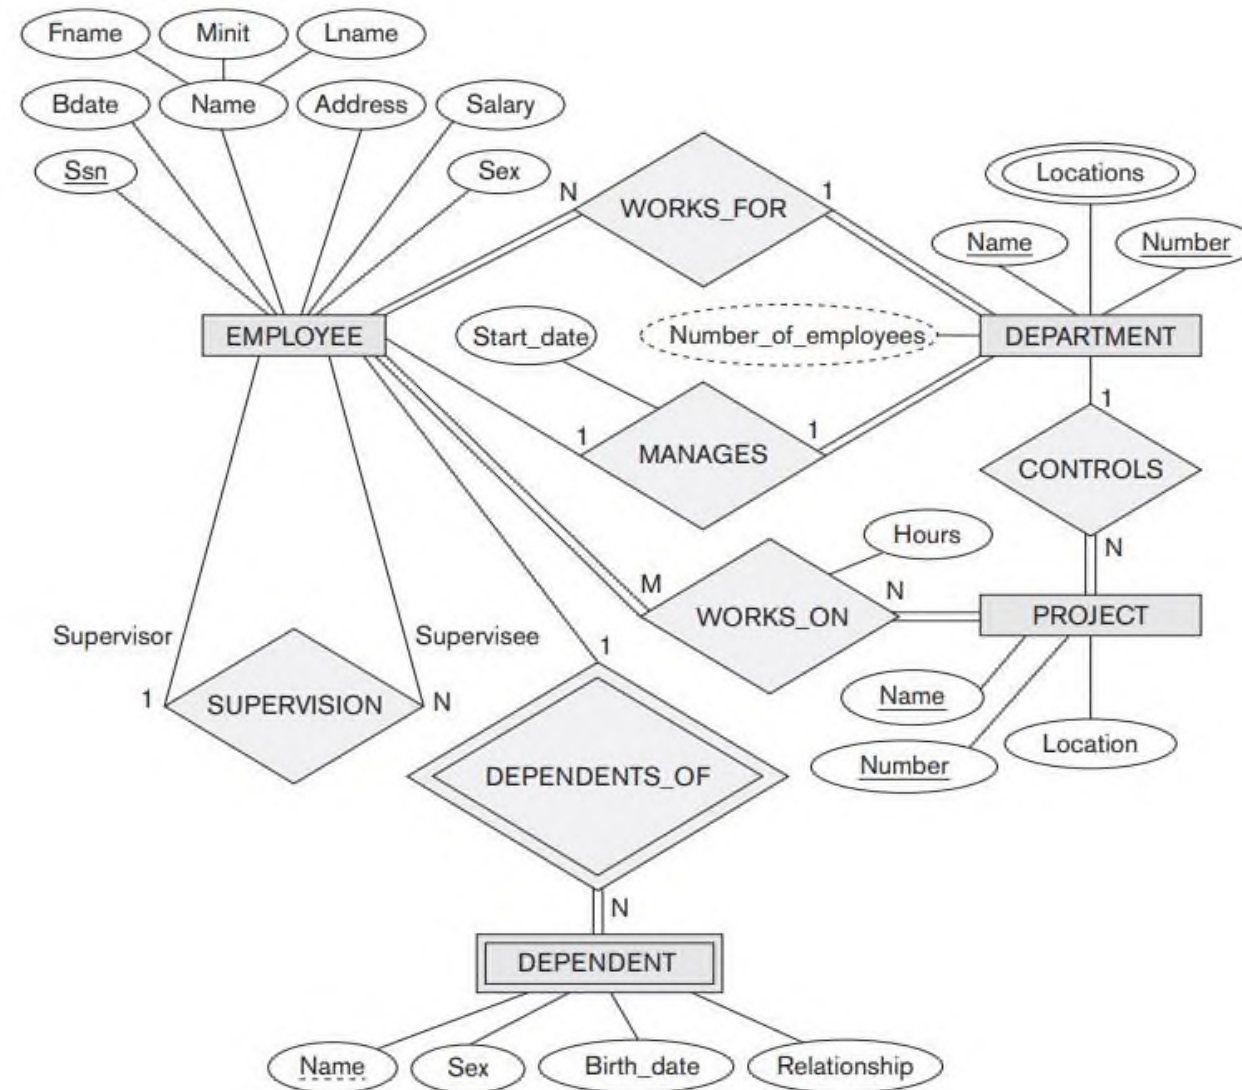 Fname Minit Lname
Bdate Name Address Salary
Ssn Sex
N WORKS_FOR 1
Locations
Name Number
EMPLOYEE Start_date Number_of_employees DEPARTMENT
1 MANAGES 1
1
CONTROLS
N
Hours
M WORKS_ON N PROJECT
Supervisor Supervisee
1 SUPERVISION N
1
Name
Number Location
DEPENDENTS_OF
N
DEPENDENT
Name Sex Birth_date Relationship